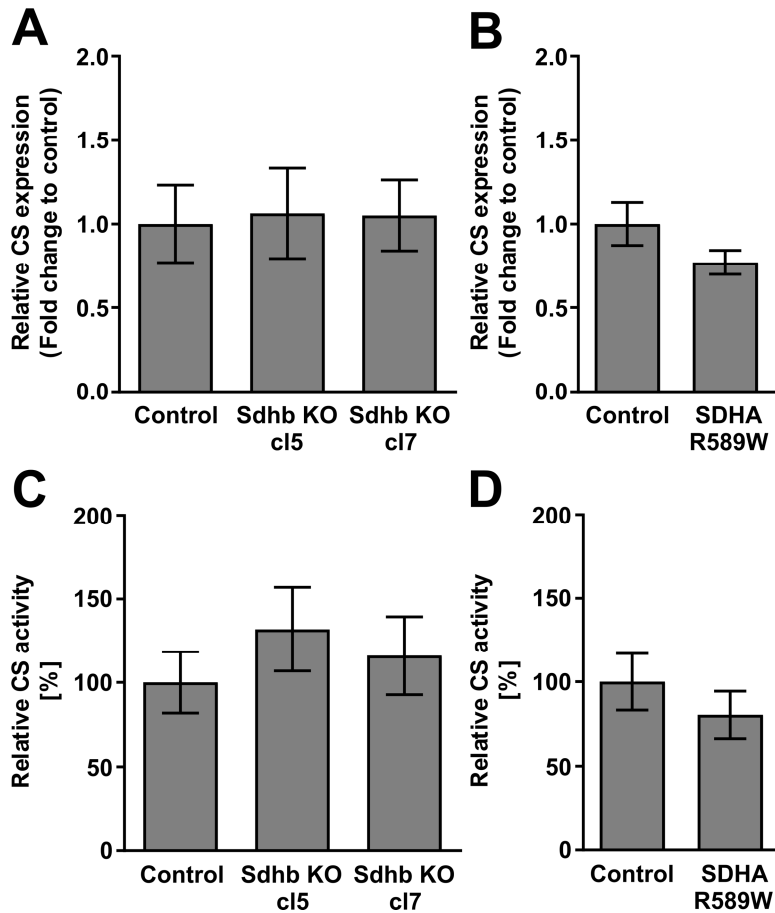 A
Relative CS expression
(Fold change to control)
2.0
1.5
1.0
0.5
0.0
Control
Sdhb KO
cl5
Sdhb KO
cl7
B
Relative CS expression
(Fold change to control)
2.0
1.5
1.0
0.5
0.0
Control
SDHA
R589W
C
Relative CS activity
[%]
200
150
100
50
0
Control
Sdhb KO
cl5
Sdhb KO
cl7
D
Relative CS activity
[%]
200
150
100
50
0
Control
SDHA
R589W